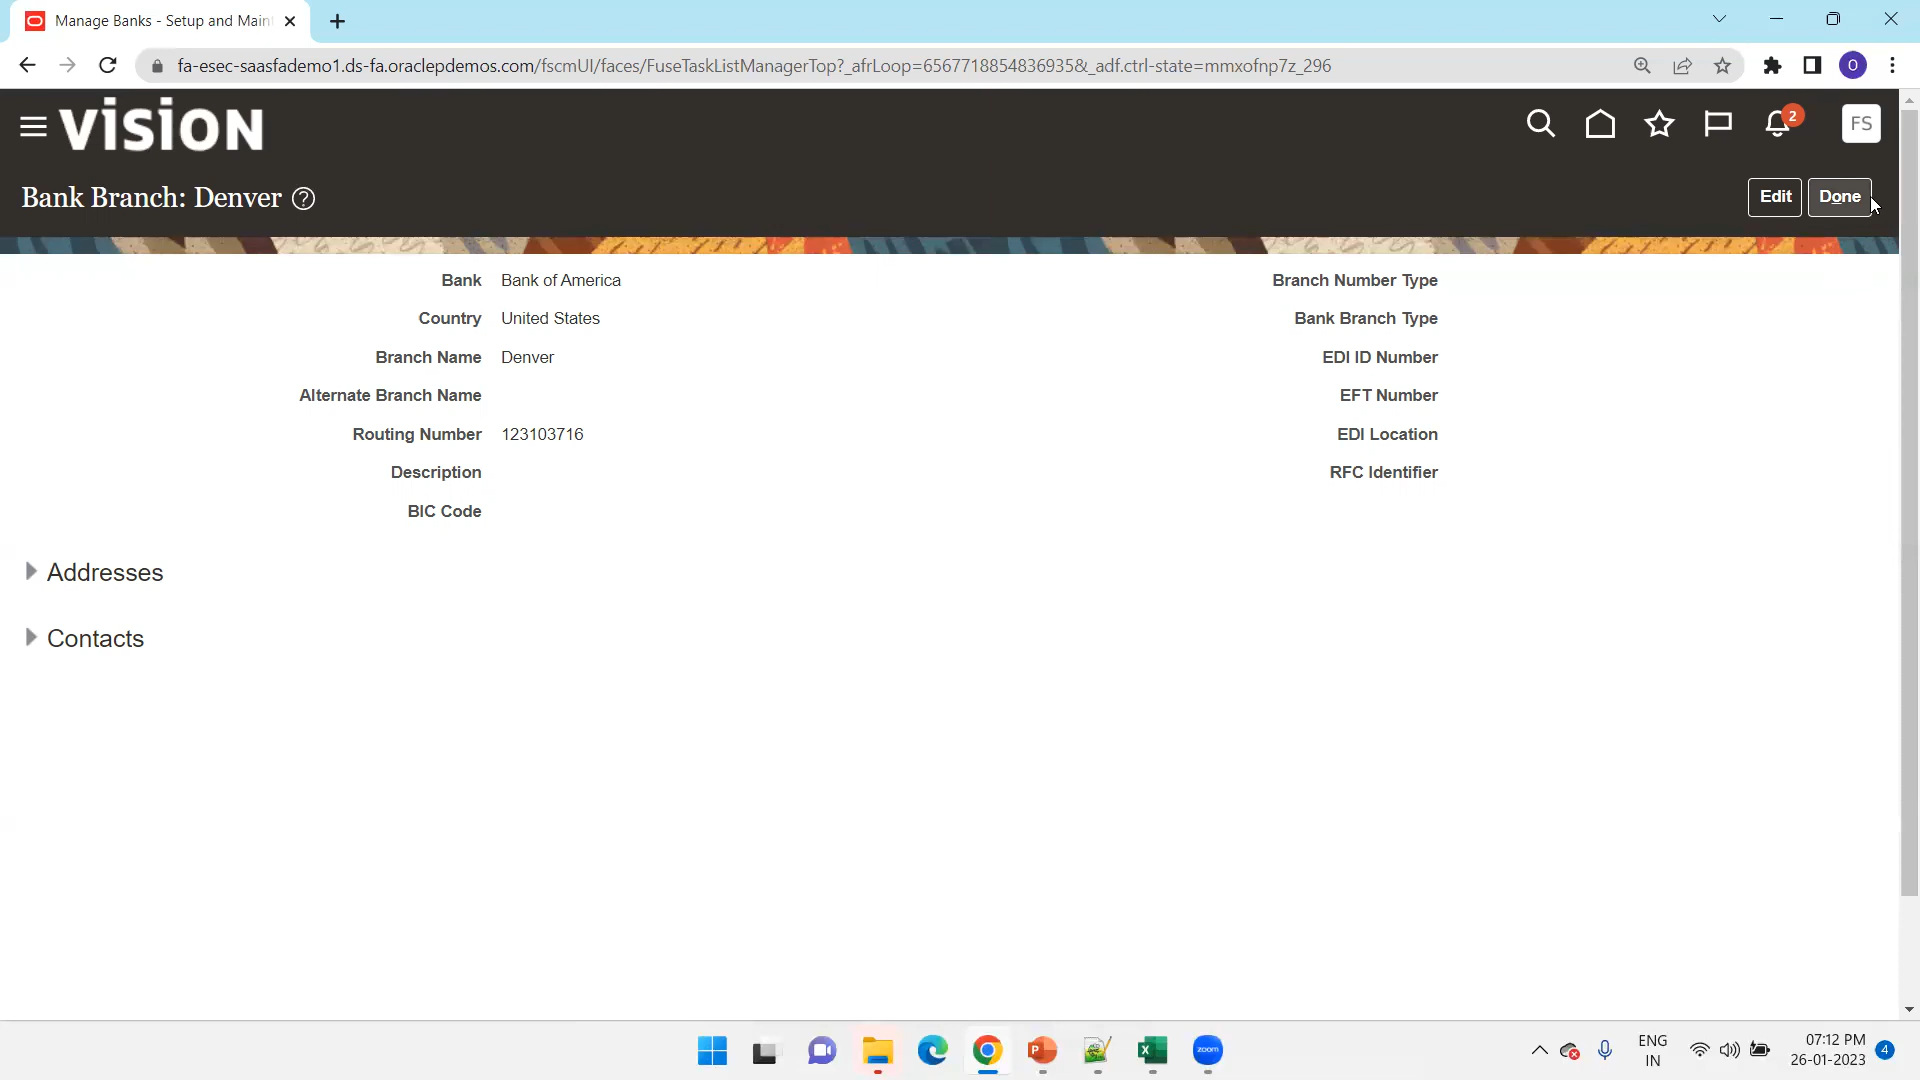 Manage Banks - Setup and Main
fa-esec-saasfademo1.ds-fa.oraclepdemos.com/fscmUI/faces/FuseTaskListManagerTop?_afrLoop=65677188548369358&_adf.ctrl-state=mmxofnp7z_296
O
VISION
2
FS
Bank Branch: Denver ?
Edit
Done
Bank Bank of America
Country United States
Branch Name Denver
Alternate Branch Name
Routing Number 123103716
Description
BIC Code
Branch Number Type
Bank Branch Type
EDI ID Number
EFT Number
EDI Location
RFC Identifier
Addresses
Contacts
zoom
ENG
IN
07:12 PM
26-01-2023
4